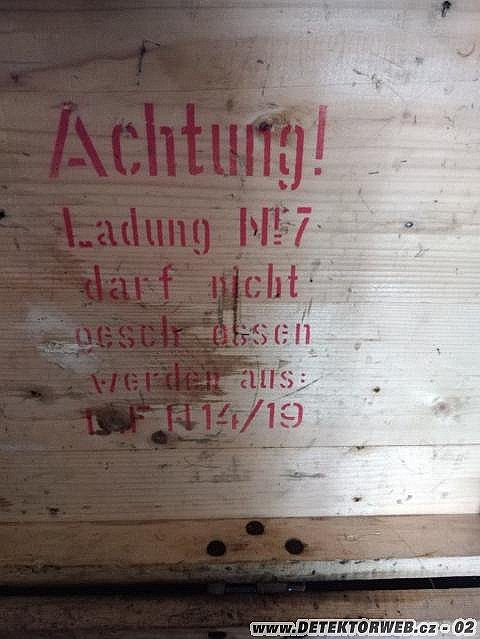 Achtung!
Ladung Nr.7
darf nicht
geschossen
werden aus:
L.F.H.14/19
www.DETEKTORWEB.cz - 02